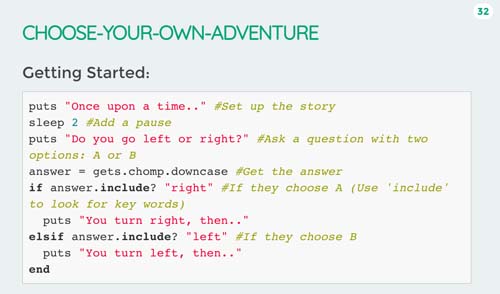 32
CHOOSE-YOUR-OWN-ADVENTURE
Getting Started:
puts "Once upon a time.." #Set up the story
sleep 2 #Add a pause
puts "Do you go left or right?" #Ask a question with two
options: A or B
answer = gets.chomp.downcase #Get the answer
if answer.include? "right" #If they choose A (Use 'include'
to look for key words)
  puts "You turn right, then.."
elsif answer.include? "left" #If they choose B
  puts "You turn left, then.."
end